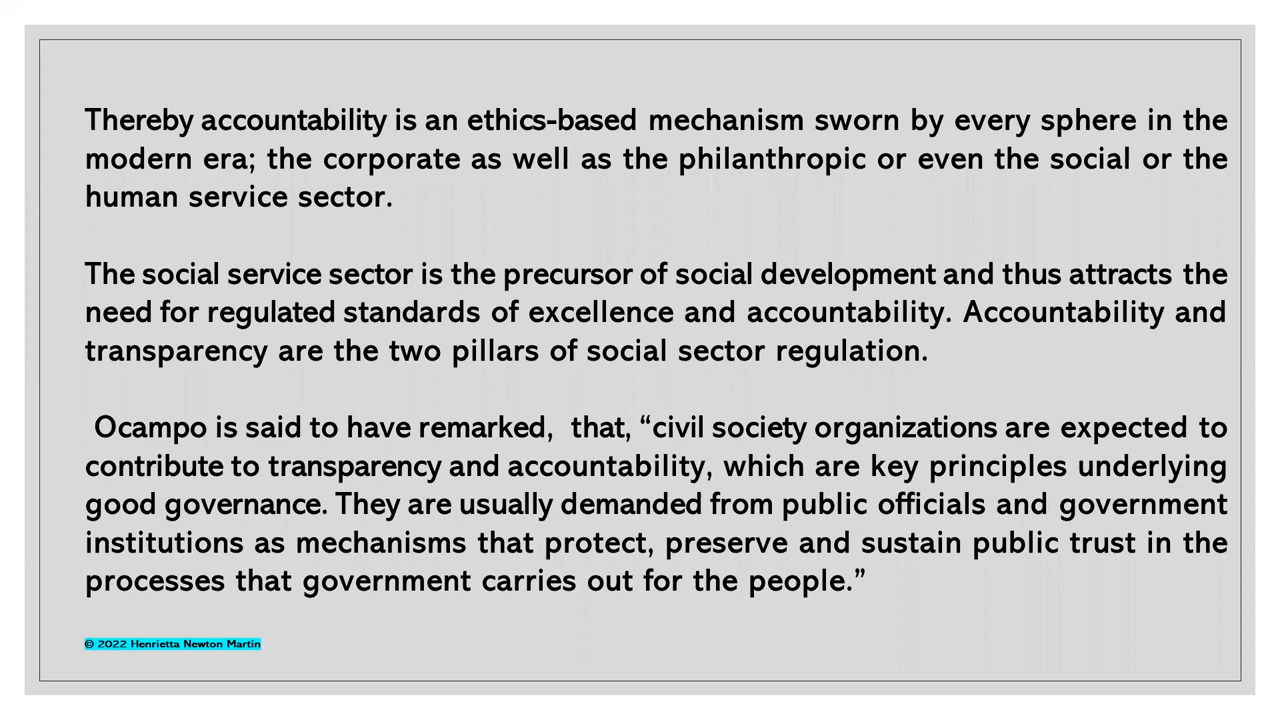 Thereby accountability is an ethics-based mechanism sworn by every sphere in the
modern era; the corporate as well as the philanthropic or even the social or the
human service sector.
The social service sector is the precursor of social development and thus attracts the
need for regulated standards of excellence and accountability. Accountability and
transparency are the two pillars of social sector regulation.
Ocampo is said to have remarked, that, “civil society organizations are expected to
contribute to transparency and accountability, which are key principles underlying
good governance. They are usually demanded from public officials and government
institutions as mechanisms that protect, preserve and sustain public trust in the
processes that government carries out for the people.”
© 2022 Henrietta Newton Martin